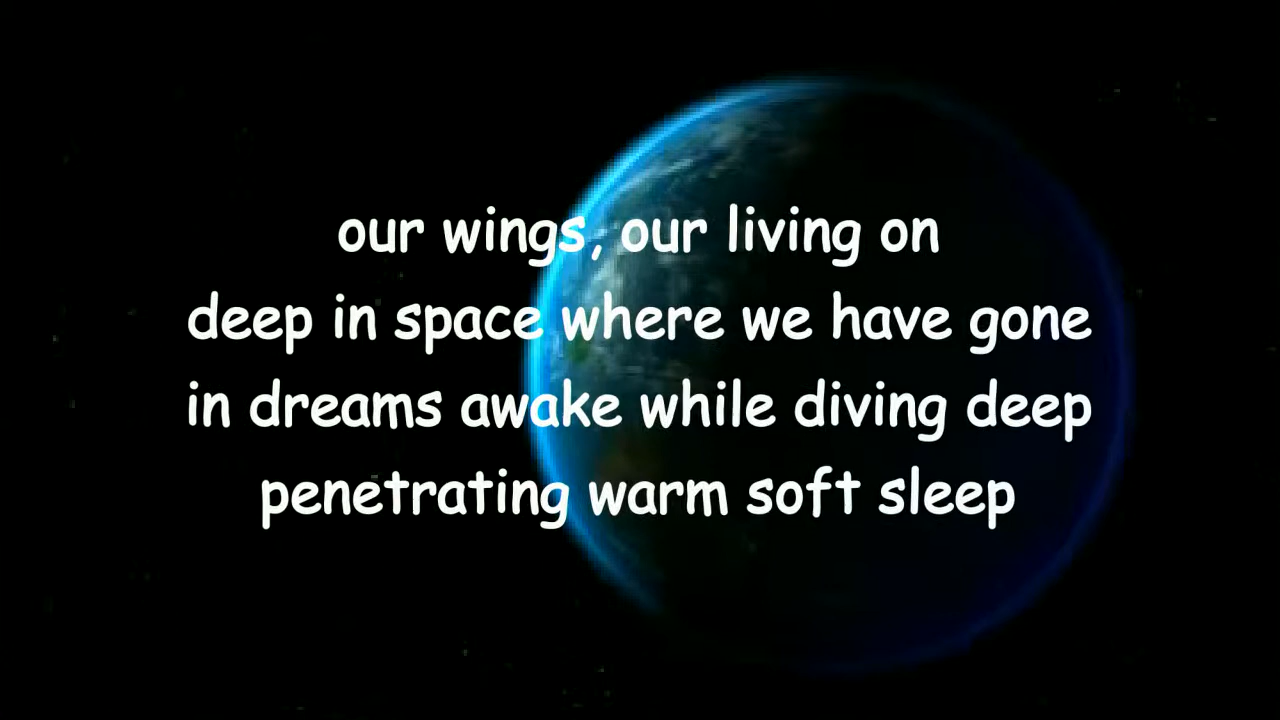 our wings, our living on
deep in space where we have gone
in dreams awake while diving deep
penetrating warm soft sleep